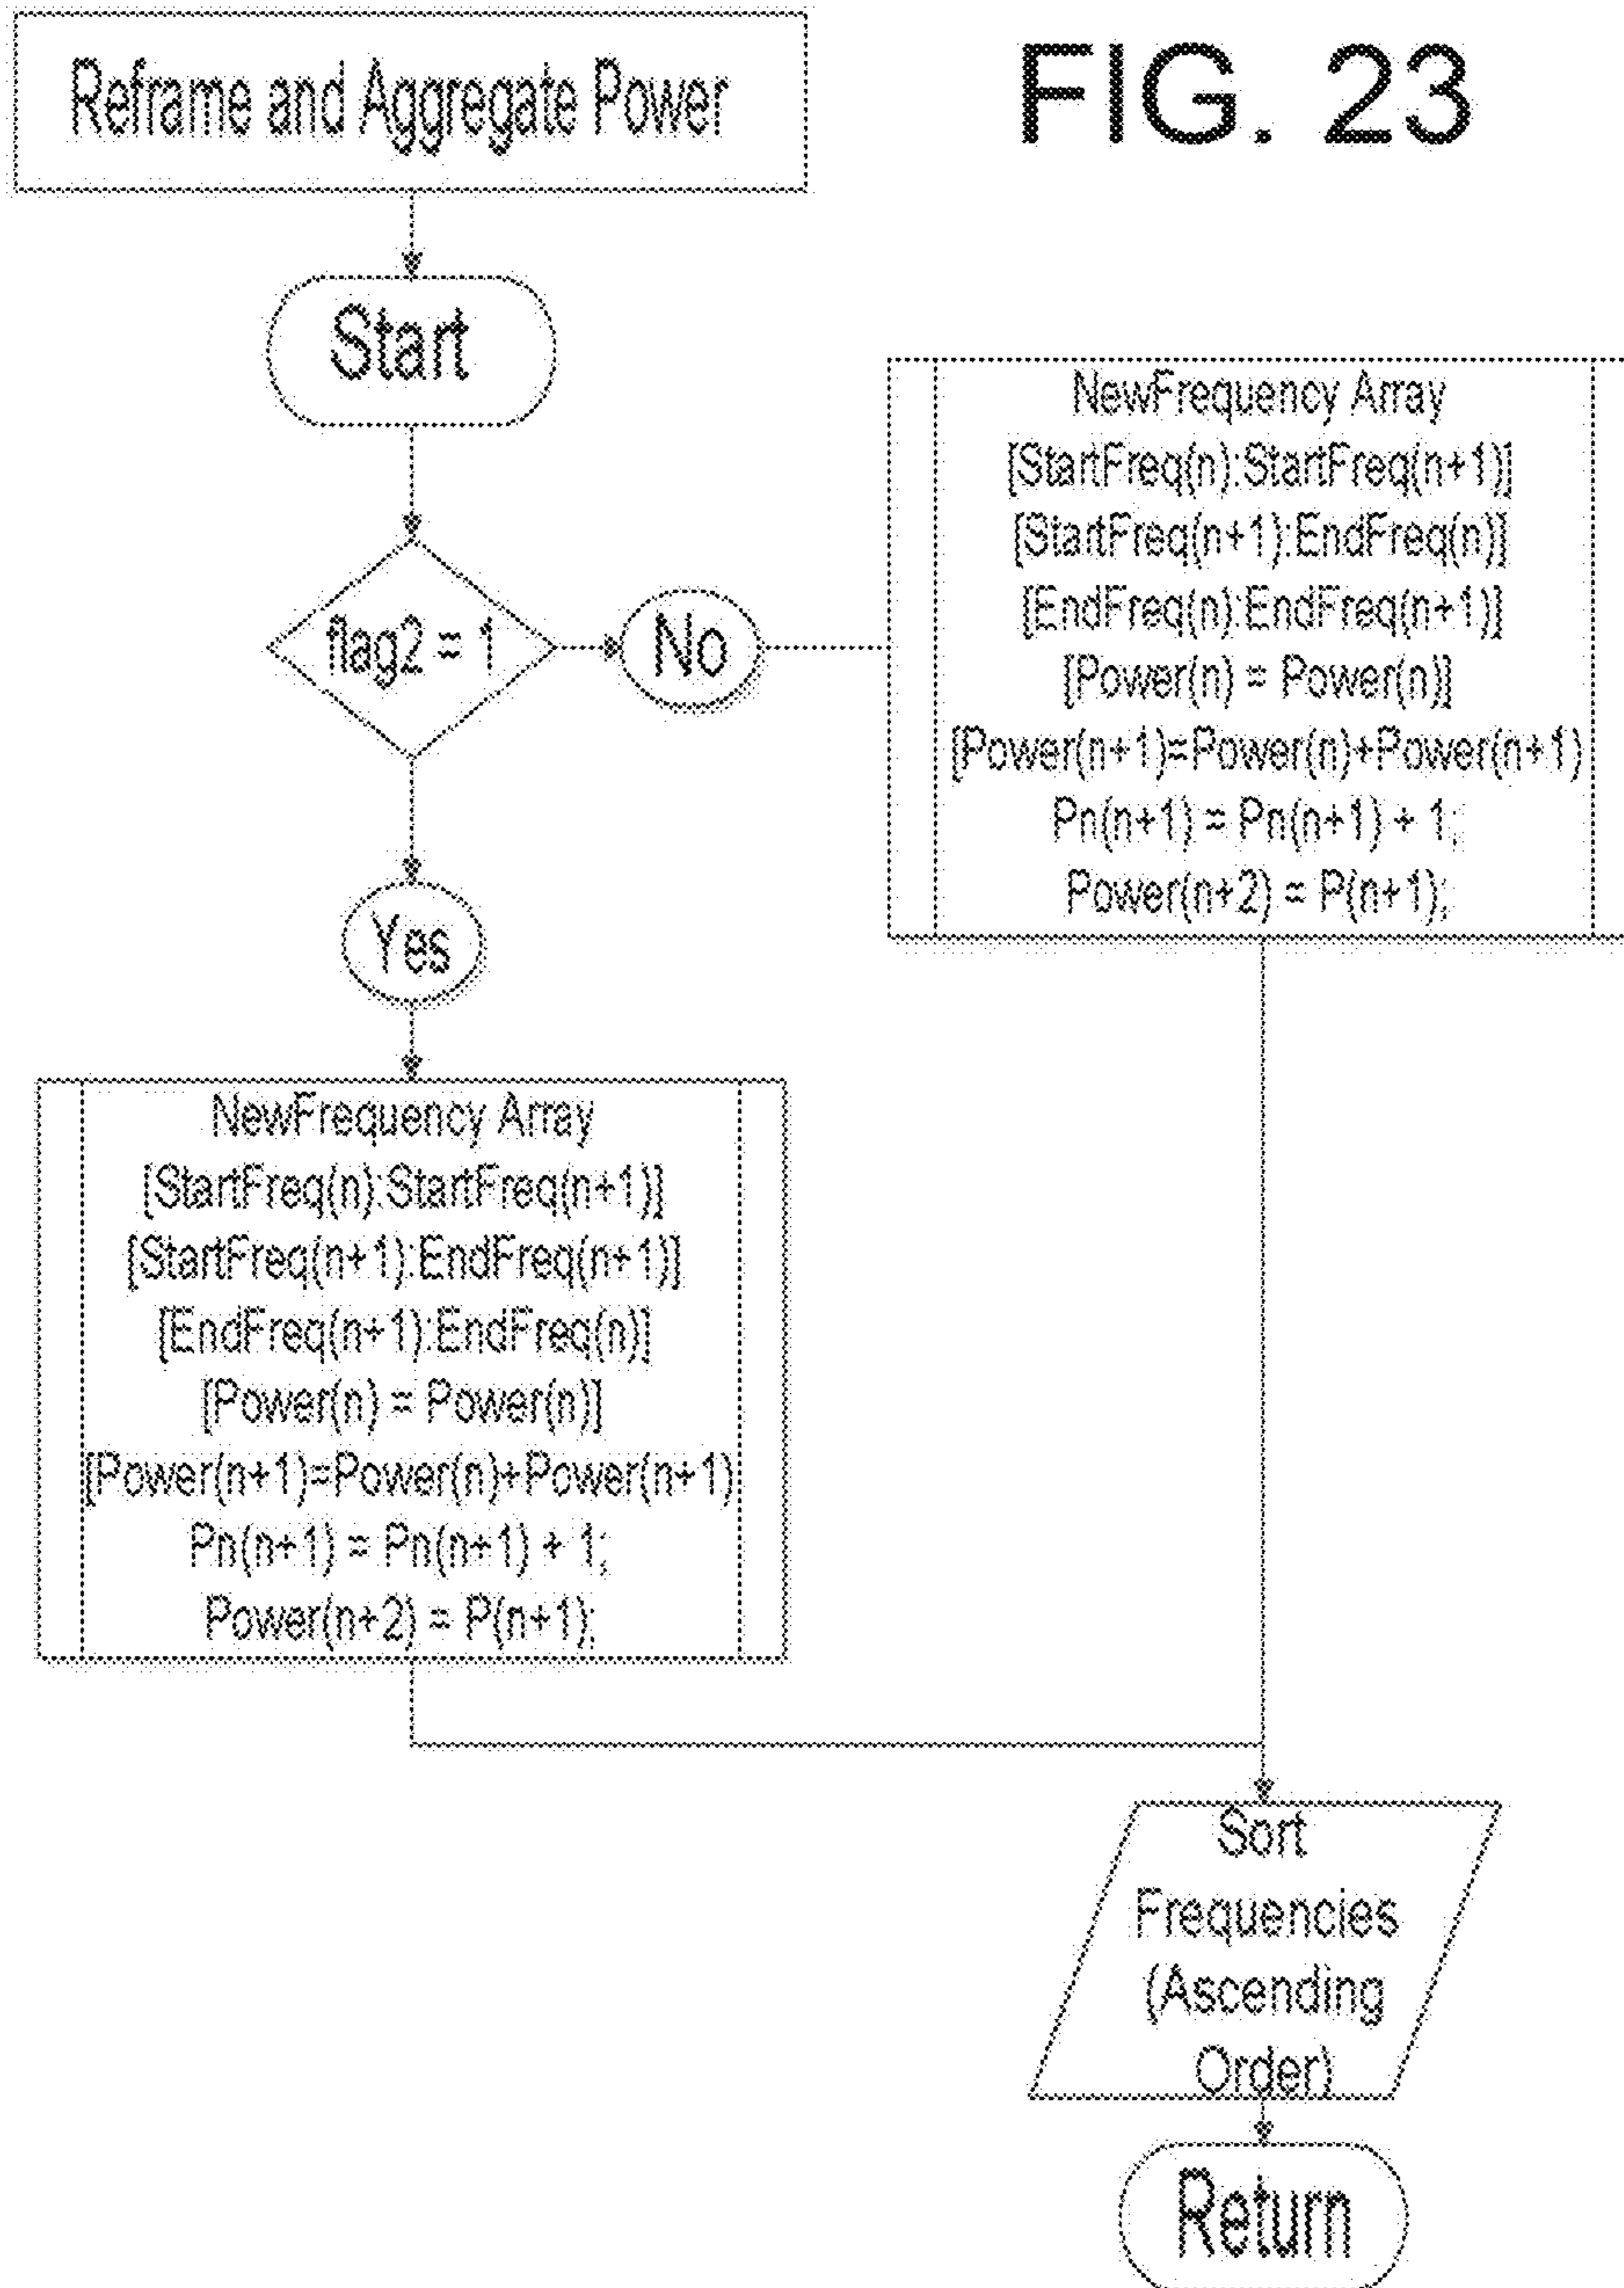 Reframe and Aggregate Power
FIG. 23
Start
flag2 = 1
No
NewFrequency Array
[StartFreq(n):StartFreq(n+1)]
[StartFreq(n+1):EndFreq(n)]
[EndFreq(n):EndFreq(n+1)]
[Power(n) = Power(n)]
[Power(n+1)=Power(n)+Power(n+1)
Pn(n+1) = Pn(n+1) + 1;
Power(n+2) = P(n+1);
Yes
NewFrequency Array
[StartFreq(n):StartFreq(n+1)]
[StartFreq(n+1):EndFreq(n+1)]
[EndFreq(n+1):EndFreq(n)]
[Power(n) = Power(n)]
[Power(n+1)=Power(n)+Power(n+1)
Pn(n+1) = Pn(n+1) + 1;
Power(n+2) = P(n+1);
Sort
Frequencies
(Ascending
Order)
Return